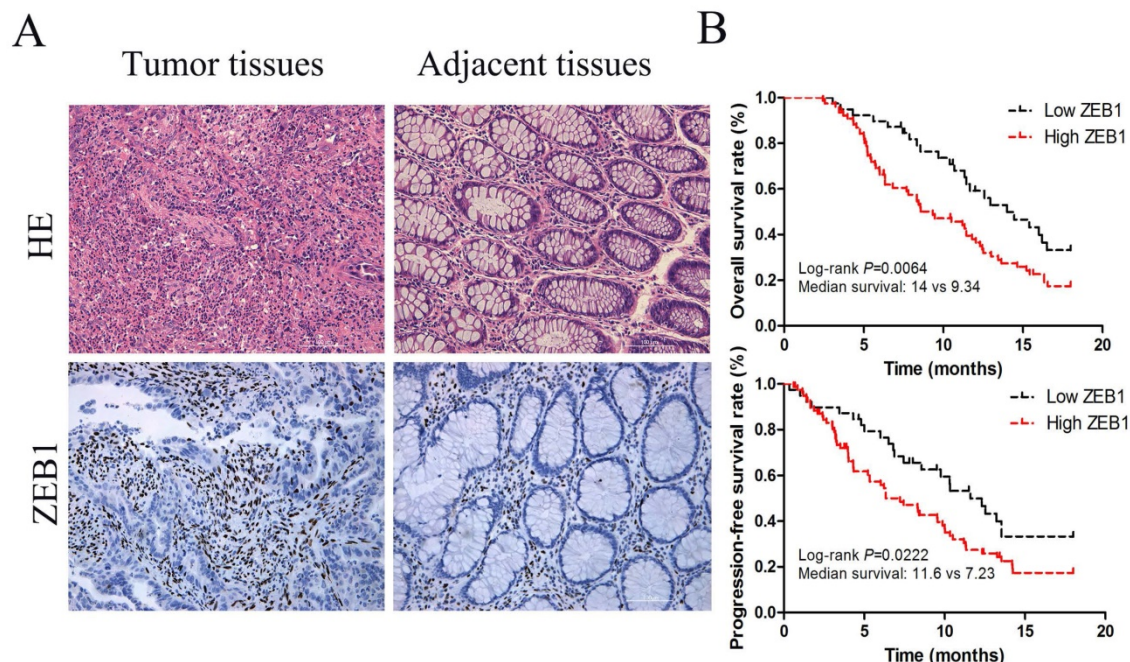 A
Tumor tissues
Adjacent tissues
HE
ZEB1
B
Overall survival rate (%)
1.0
0.8
0.6
0.4
0.2
0.0
Low ZEB1
High ZEB1
Log-rank P=0.0064
Median survival: 14 vs 9.34
0 5 10 15 20
Time (months)
Progression-free survival rate (%)
1.0
0.8
0.6
0.4
0.2
0.0
Low ZEB1
High ZEB1
Log-rank P=0.0222
Median survival: 11.6 vs 7.23
0 5 10 15 20
Time (months)